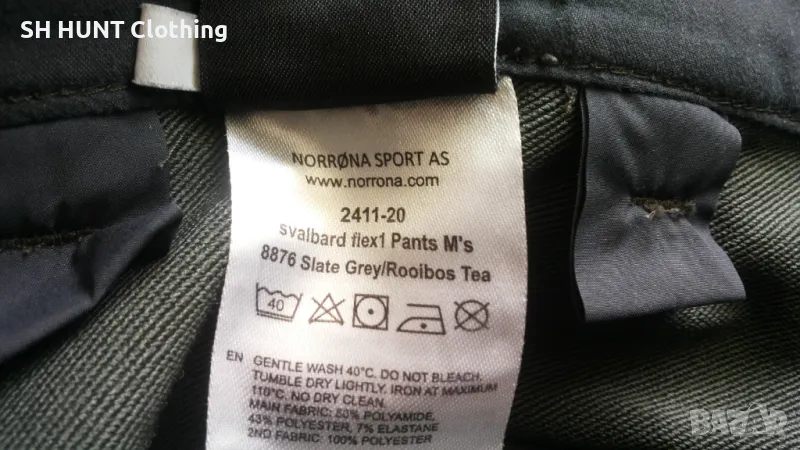 SH HUNT Clothing
NORRØNA SPORT AS
www.norrona.com
2411-20
svalbard flex1 Pants M's
8876 Slate Grey/Rooibos Tea
40
EN GENTLE WASH 40°C. DO NOT BLEACH.
TUMBLE DRY LIGHTLY. IRON AT MAXIMUM
110°C. NO DRY CLEAN.
MAIN FABRIC: 50% POLYAMIDE,
43% POLYESTER, 7% ELASTANE
2ND FABRIC: 100% POLYESTER
BAZAR